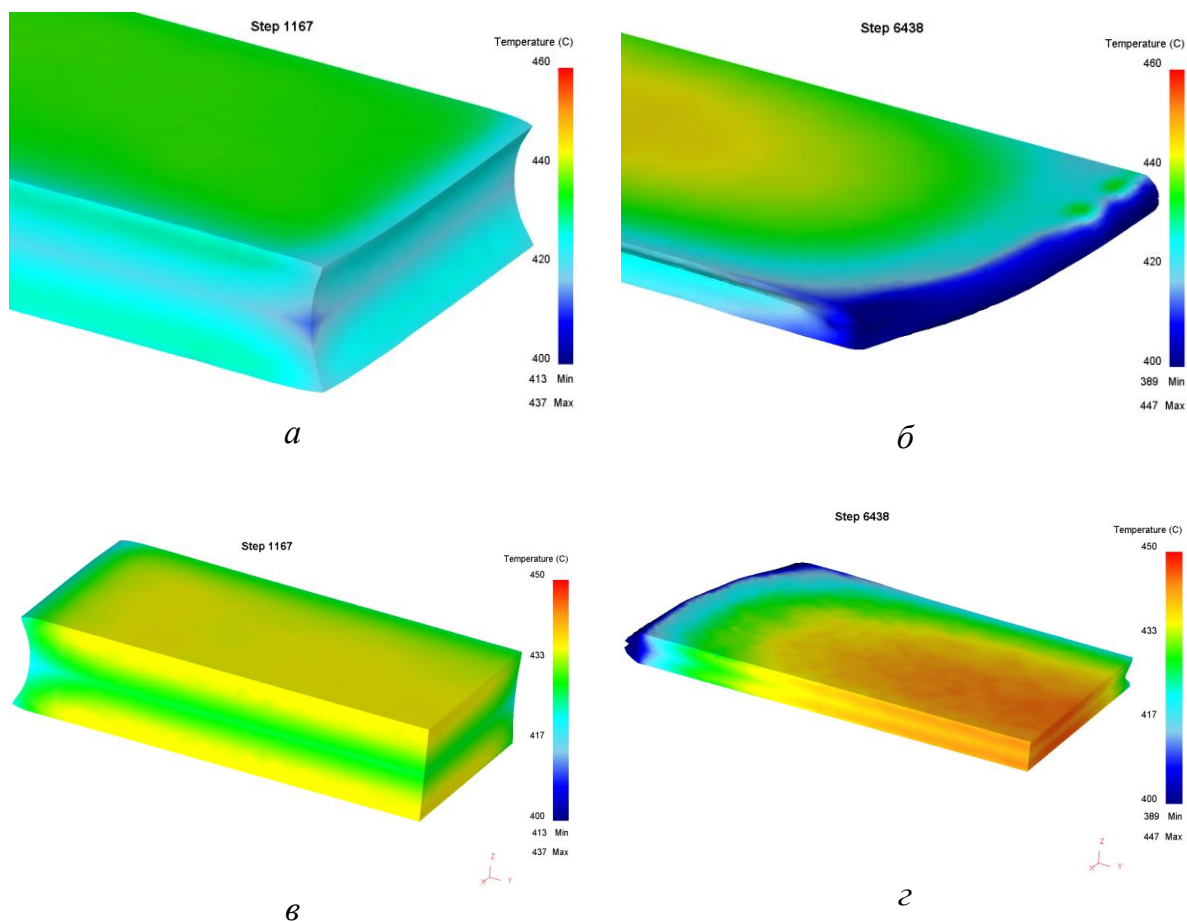 Step 1167
Temperature (C)
460
440
420
400
413 Min
437 Max
а
Step 6438
Temperature (C)
460
440
420
400
389 Min
447 Max
б
Step 1167
Temperature (C)
450
433
417
400
413 Min
437 Max
Z
X Y
в
Step 6438
Temperature (C)
450
433
417
400
389 Min
447 Max
Z
X Y
г